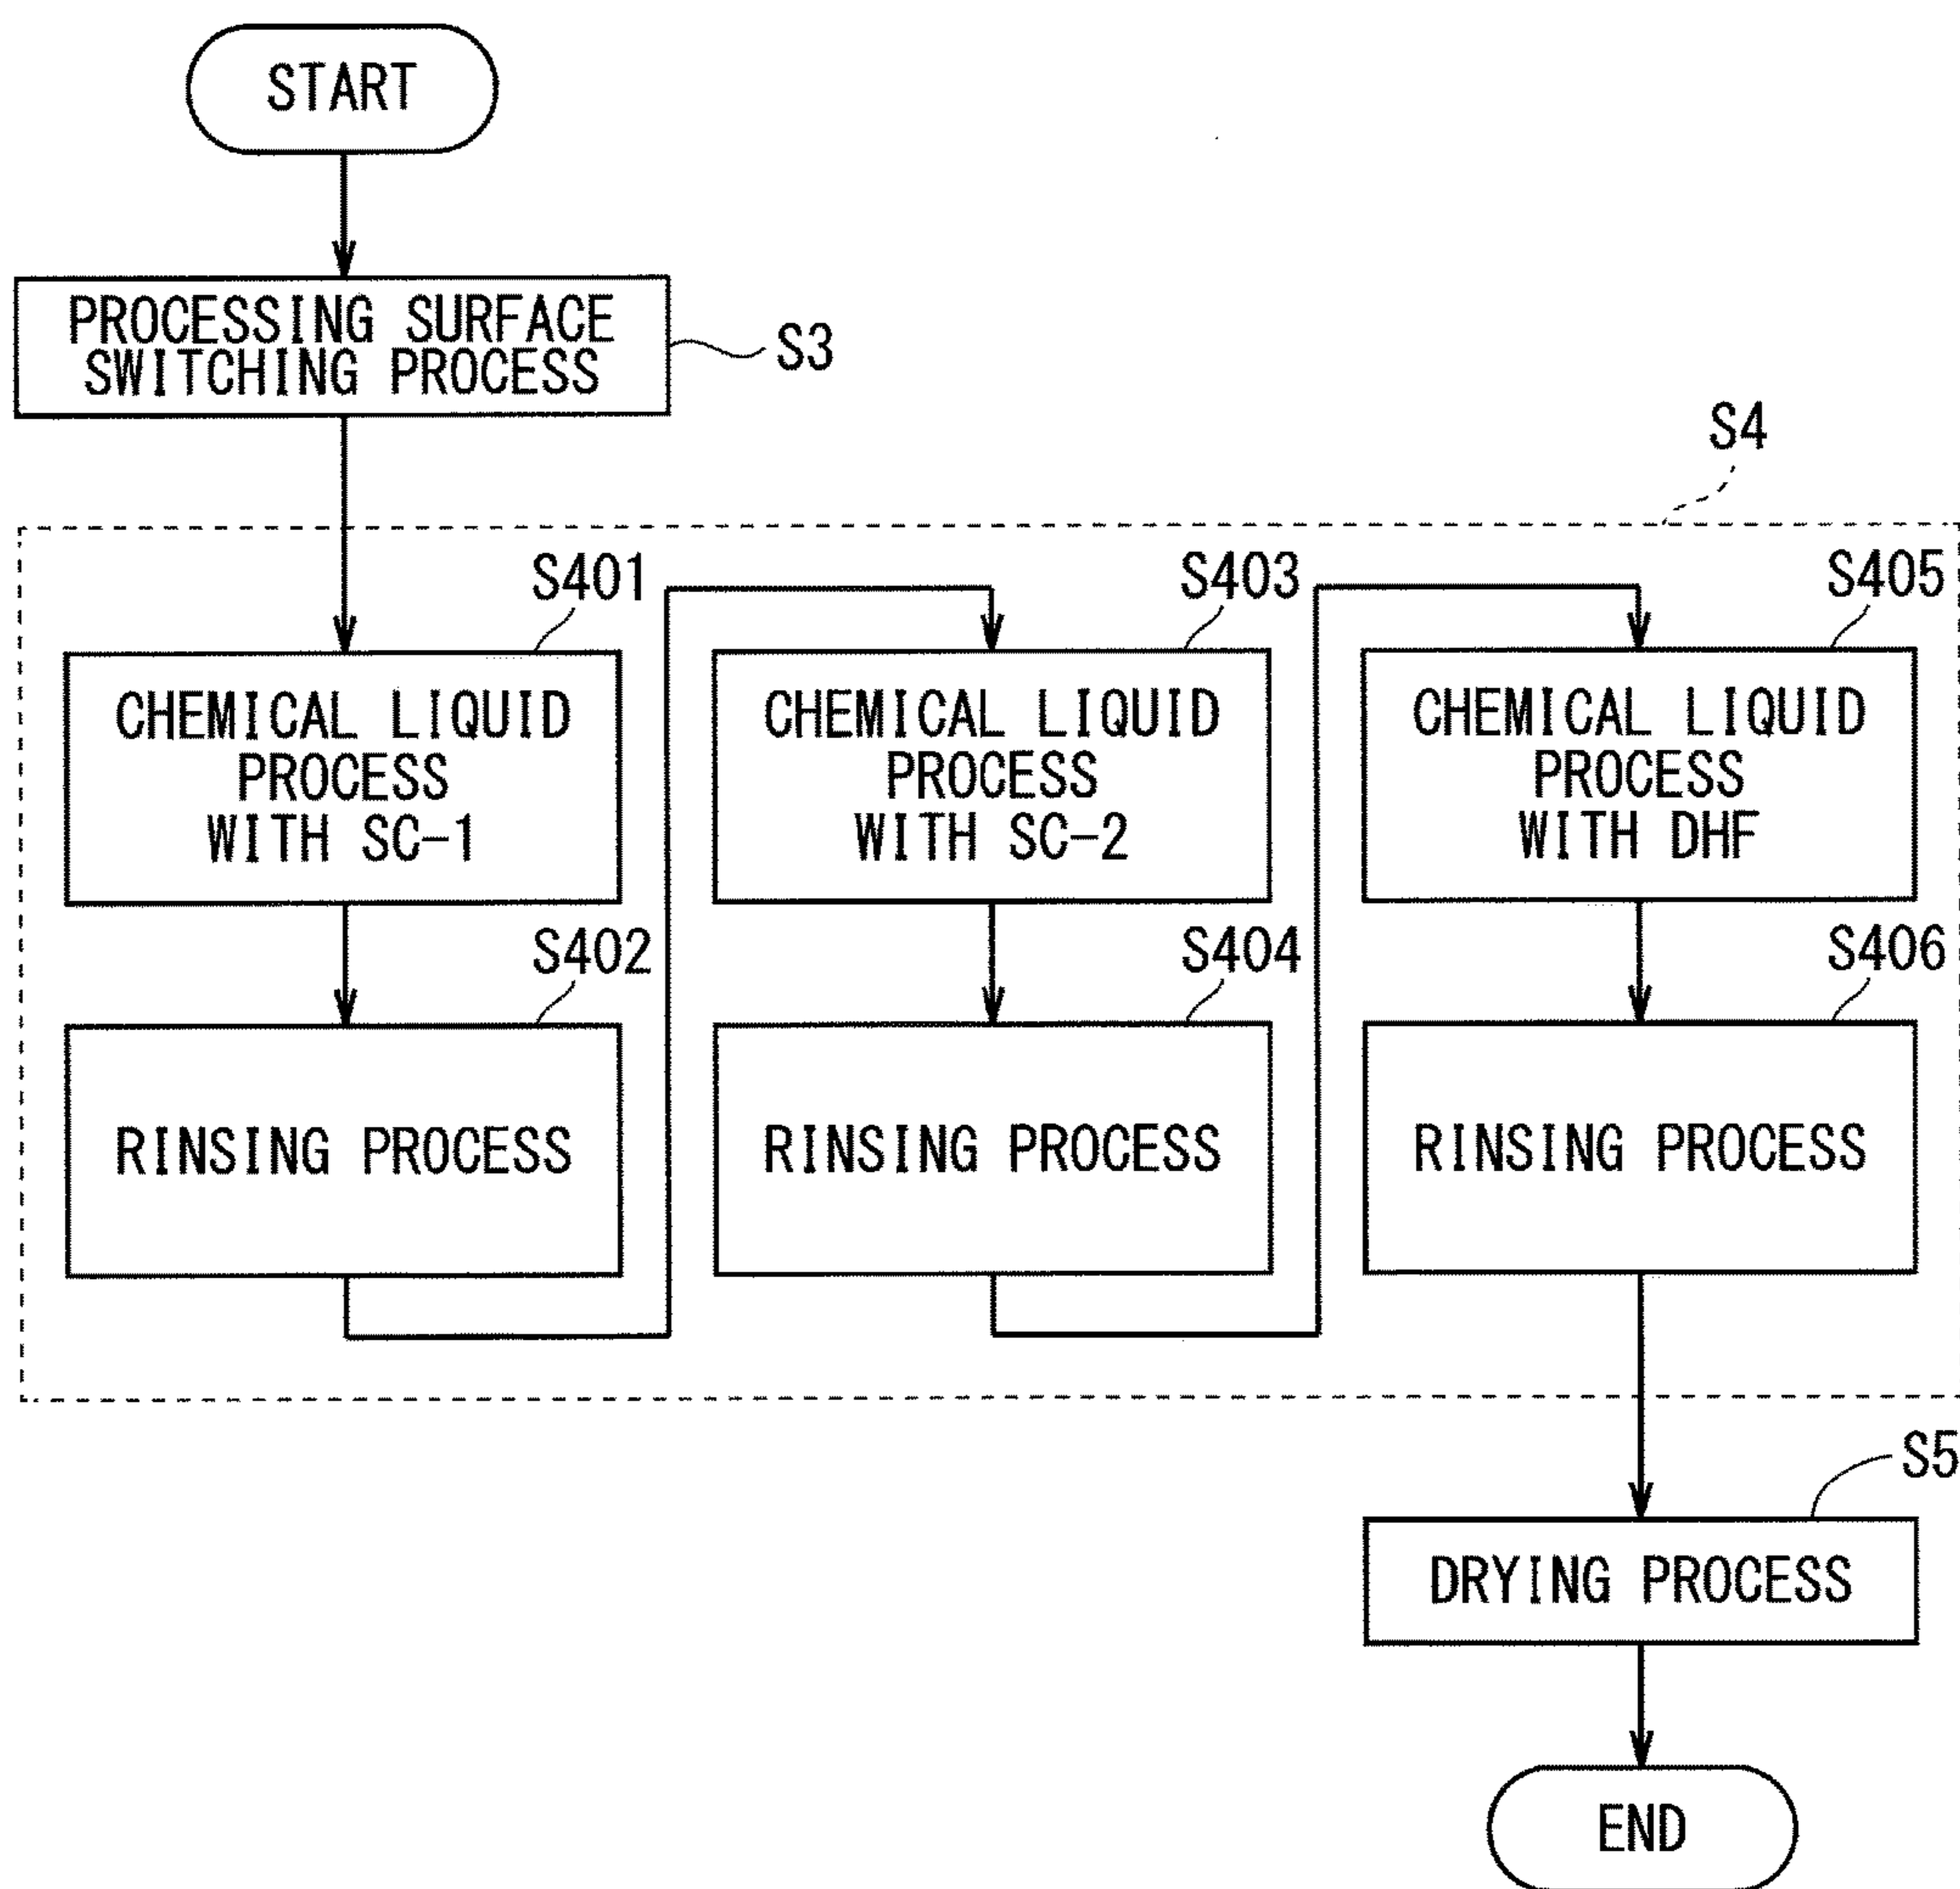 START
PROCESSING SURFACE
SWITCHING PROCESS
S3
S4
S401
CHEMICAL LIQUID
PROCESS
WITH SC-1
S402
RINSING PROCESS
S403
CHEMICAL LIQUID
PROCESS
WITH SC-2
S404
RINSING PROCESS
S405
CHEMICAL LIQUID
PROCESS
WITH DHF
S406
RINSING PROCESS
S5
DRYING PROCESS
END